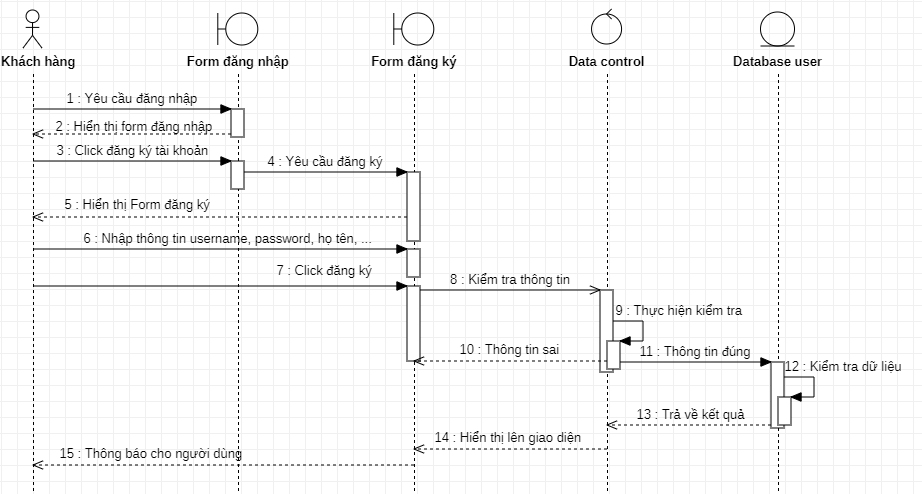 Khách hàng
Form đăng nhập
Form đăng ký
Data control
Database user
1 : Yêu cầu đăng nhập
2 : Hiển thị form đăng nhập
3 : Click đăng ký tài khoản
4 : Yêu cầu đăng ký
5 : Hiển thị Form đăng ký
6 : Nhập thông tin username, password, họ tên, ...
7 : Click đăng ký
8 : Kiểm tra thông tin
9 : Thực hiện kiểm tra
10 : Thông tin sai
11 : Thông tin đúng
12 : Kiểm tra dữ liệu
13 : Trả về kết quả
14 : Hiển thị lên giao diện
15 : Thông báo cho người dùng